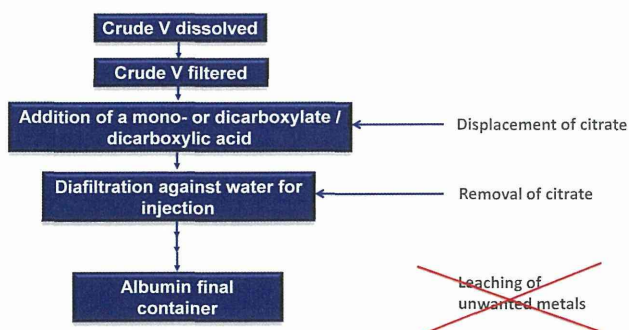 Crude V dissolved
Crude V filtered
Addition of a mono- or dicarboxylate /
dicarboxylic acid
Displacement of citrate
Diafiltration against water for
injection
Removal of citrate
Albumin final
container
Leaching of
unwanted metals